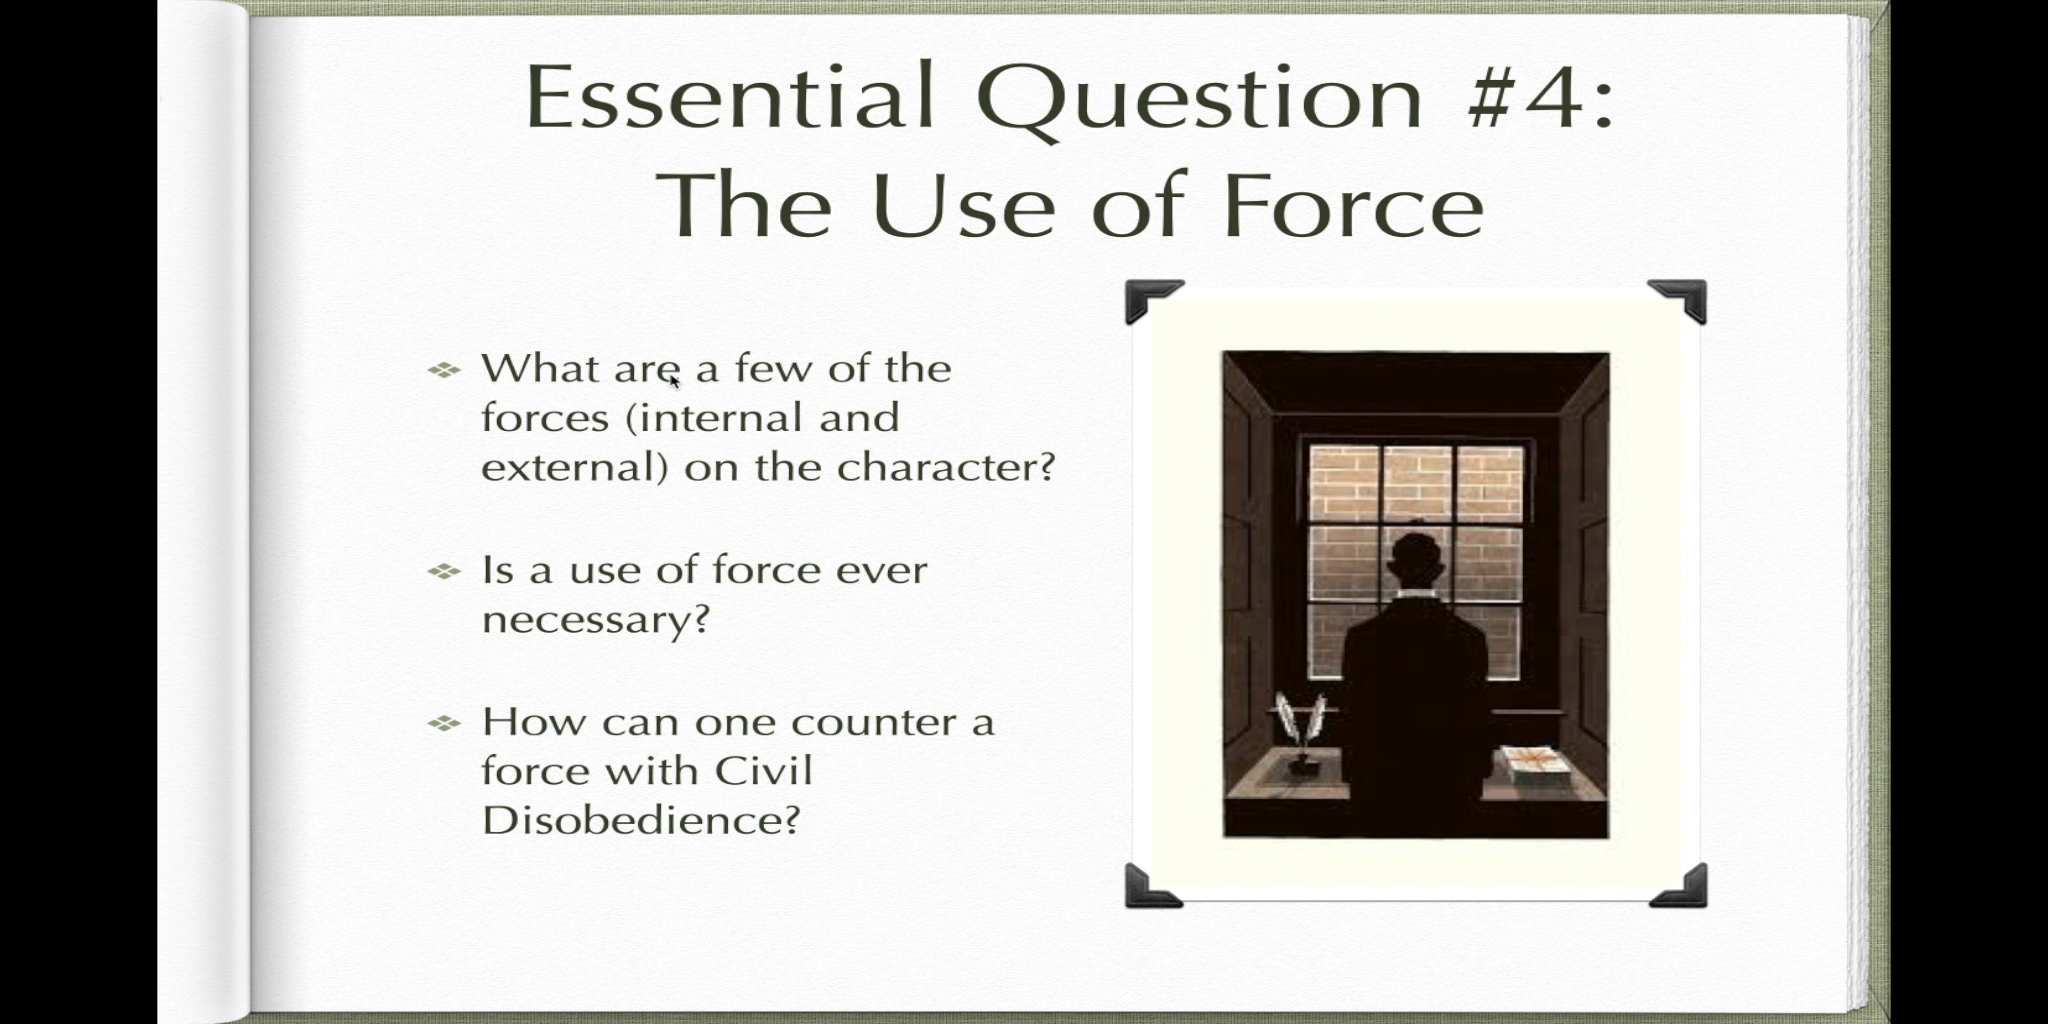 Essential Question #4:
The Use of Force
What are a few of the
forces (internal and
external) on the character?
Is a use of force ever
necessary?
How can one counter a
force with Civil
Disobedience?